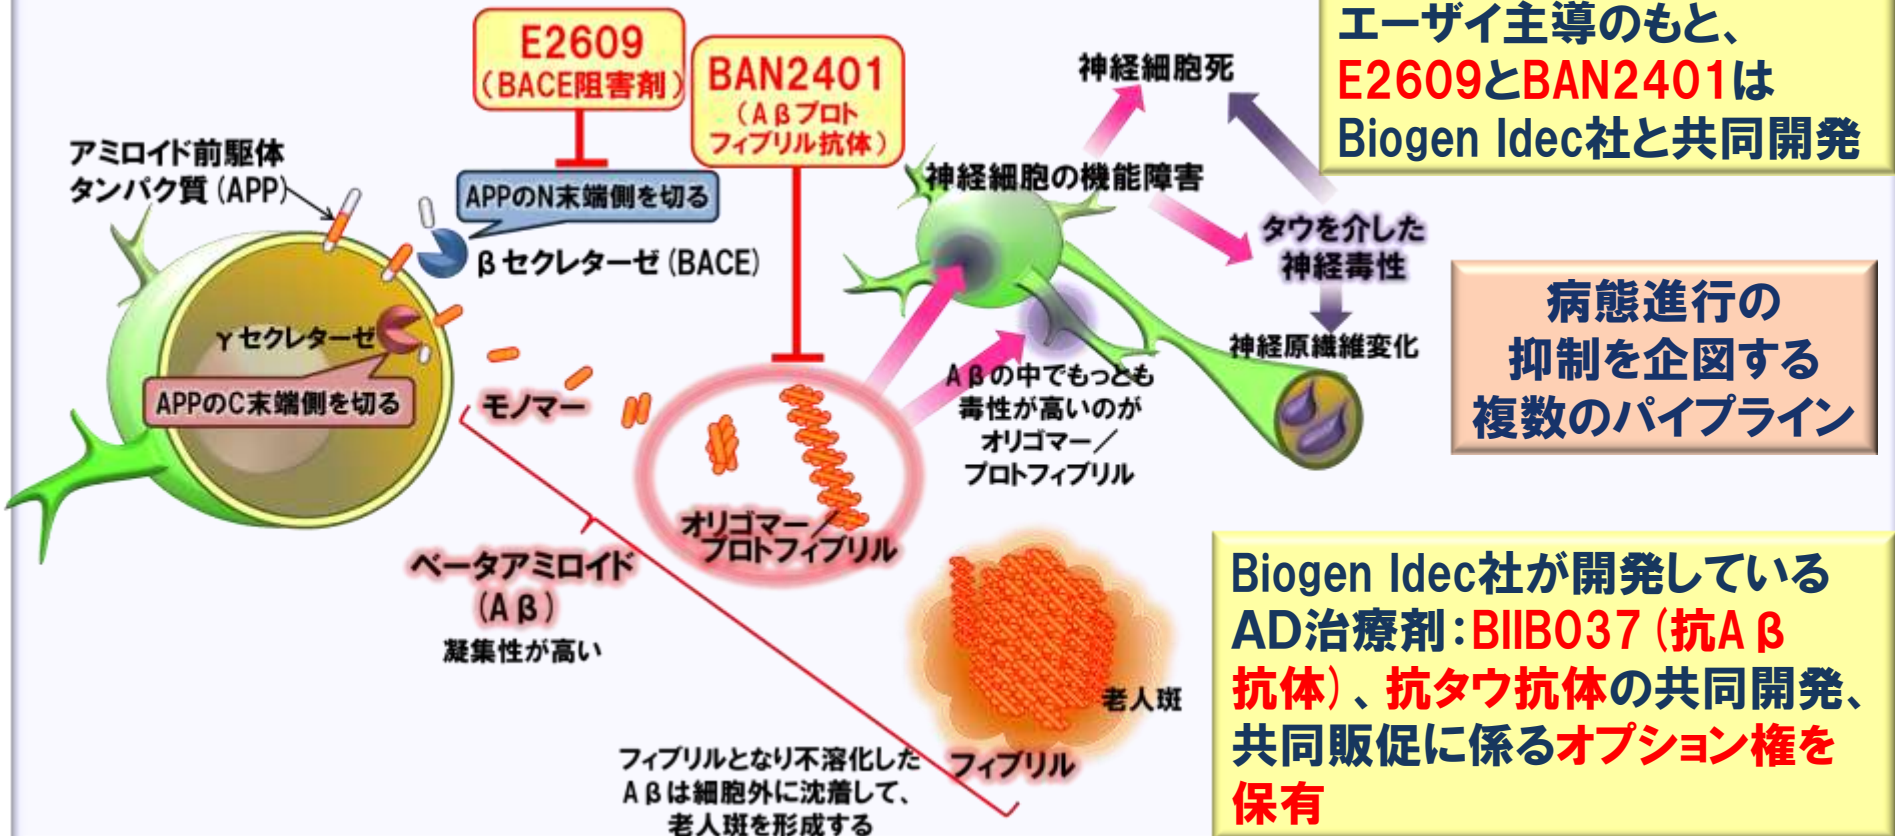 E2609
（BACE阻害剤）
BAN2401
（Aβプロト
フィブリル抗体）
エーザイ主導のもと、
E2609とBAN2401は
Biogen Idec社と共同開発
神経細胞死
アミロイド前駆体
タンパク質（APP）
APPのN末端側を切る
βセクレターゼ（BACE）
神経細胞の機能障害
タウを介した
神経毒性
神経原繊維変化
病態進行の
抑制を企図する
複数のパイプライン
γセクレターゼ
APPのC末端側を切る
モノマー
Aβの中でもっとも
毒性が高いのが
オリゴマー／
プロトフィブリル
オリゴマー／
プロトフィブリル
ベータアミロイド
（Aβ）
凝集性が高い
老人斑
フィブリル
フィブリルとなり不溶化した
Aβは細胞外に沈着して、
老人斑を形成する
Biogen Idec社が開発している
AD治療剤：BIIB037（抗Aβ
抗体）、抗タウ抗体の共同開発、
共同販促に係るオプション権を
保有